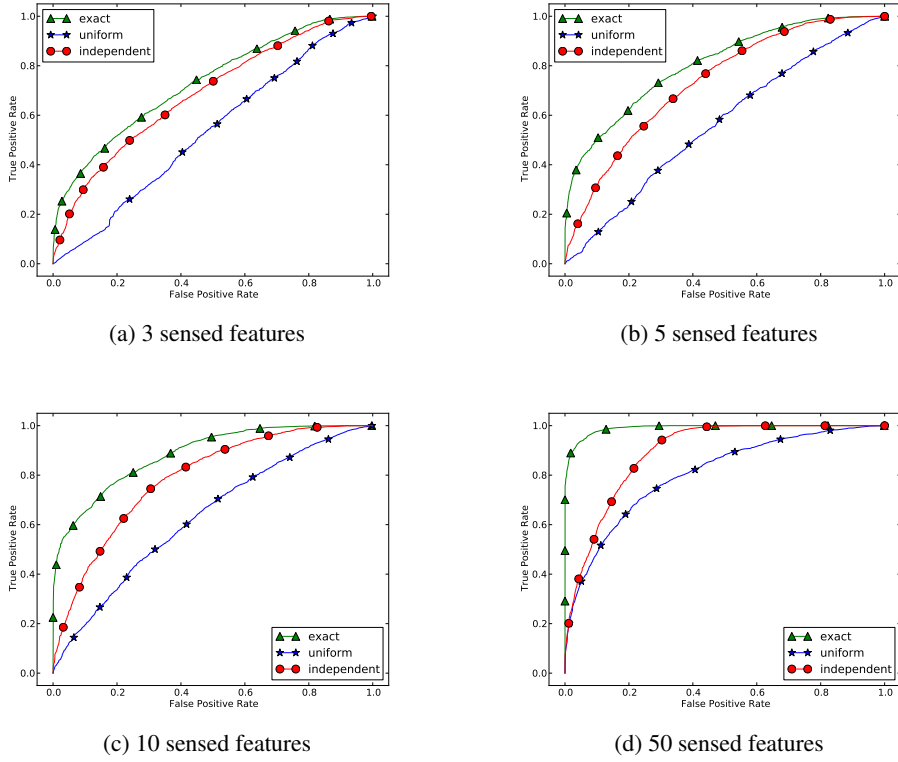 exact
uniform
independent
True Positive Rate
1.0
0.8
0.6
0.4
0.2
0.0
0.0 0.2 0.4 0.6 0.8 1.0
False Positive Rate
(a) 3 sensed features
exact
uniform
independent
True Positive Rate
1.0
0.8
0.6
0.4
0.2
0.0
0.0 0.2 0.4 0.6 0.8 1.0
False Positive Rate
(b) 5 sensed features
True Positive Rate
1.0
0.8
0.6
0.4
0.2
0.0
exact
uniform
independent
0.0 0.2 0.4 0.6 0.8 1.0
False Positive Rate
(c) 10 sensed features
True Positive Rate
1.0
0.8
0.6
0.4
0.2
0.0
exact
uniform
independent
0.0 0.2 0.4 0.6 0.8 1.0
False Positive Rate
(d) 50 sensed features